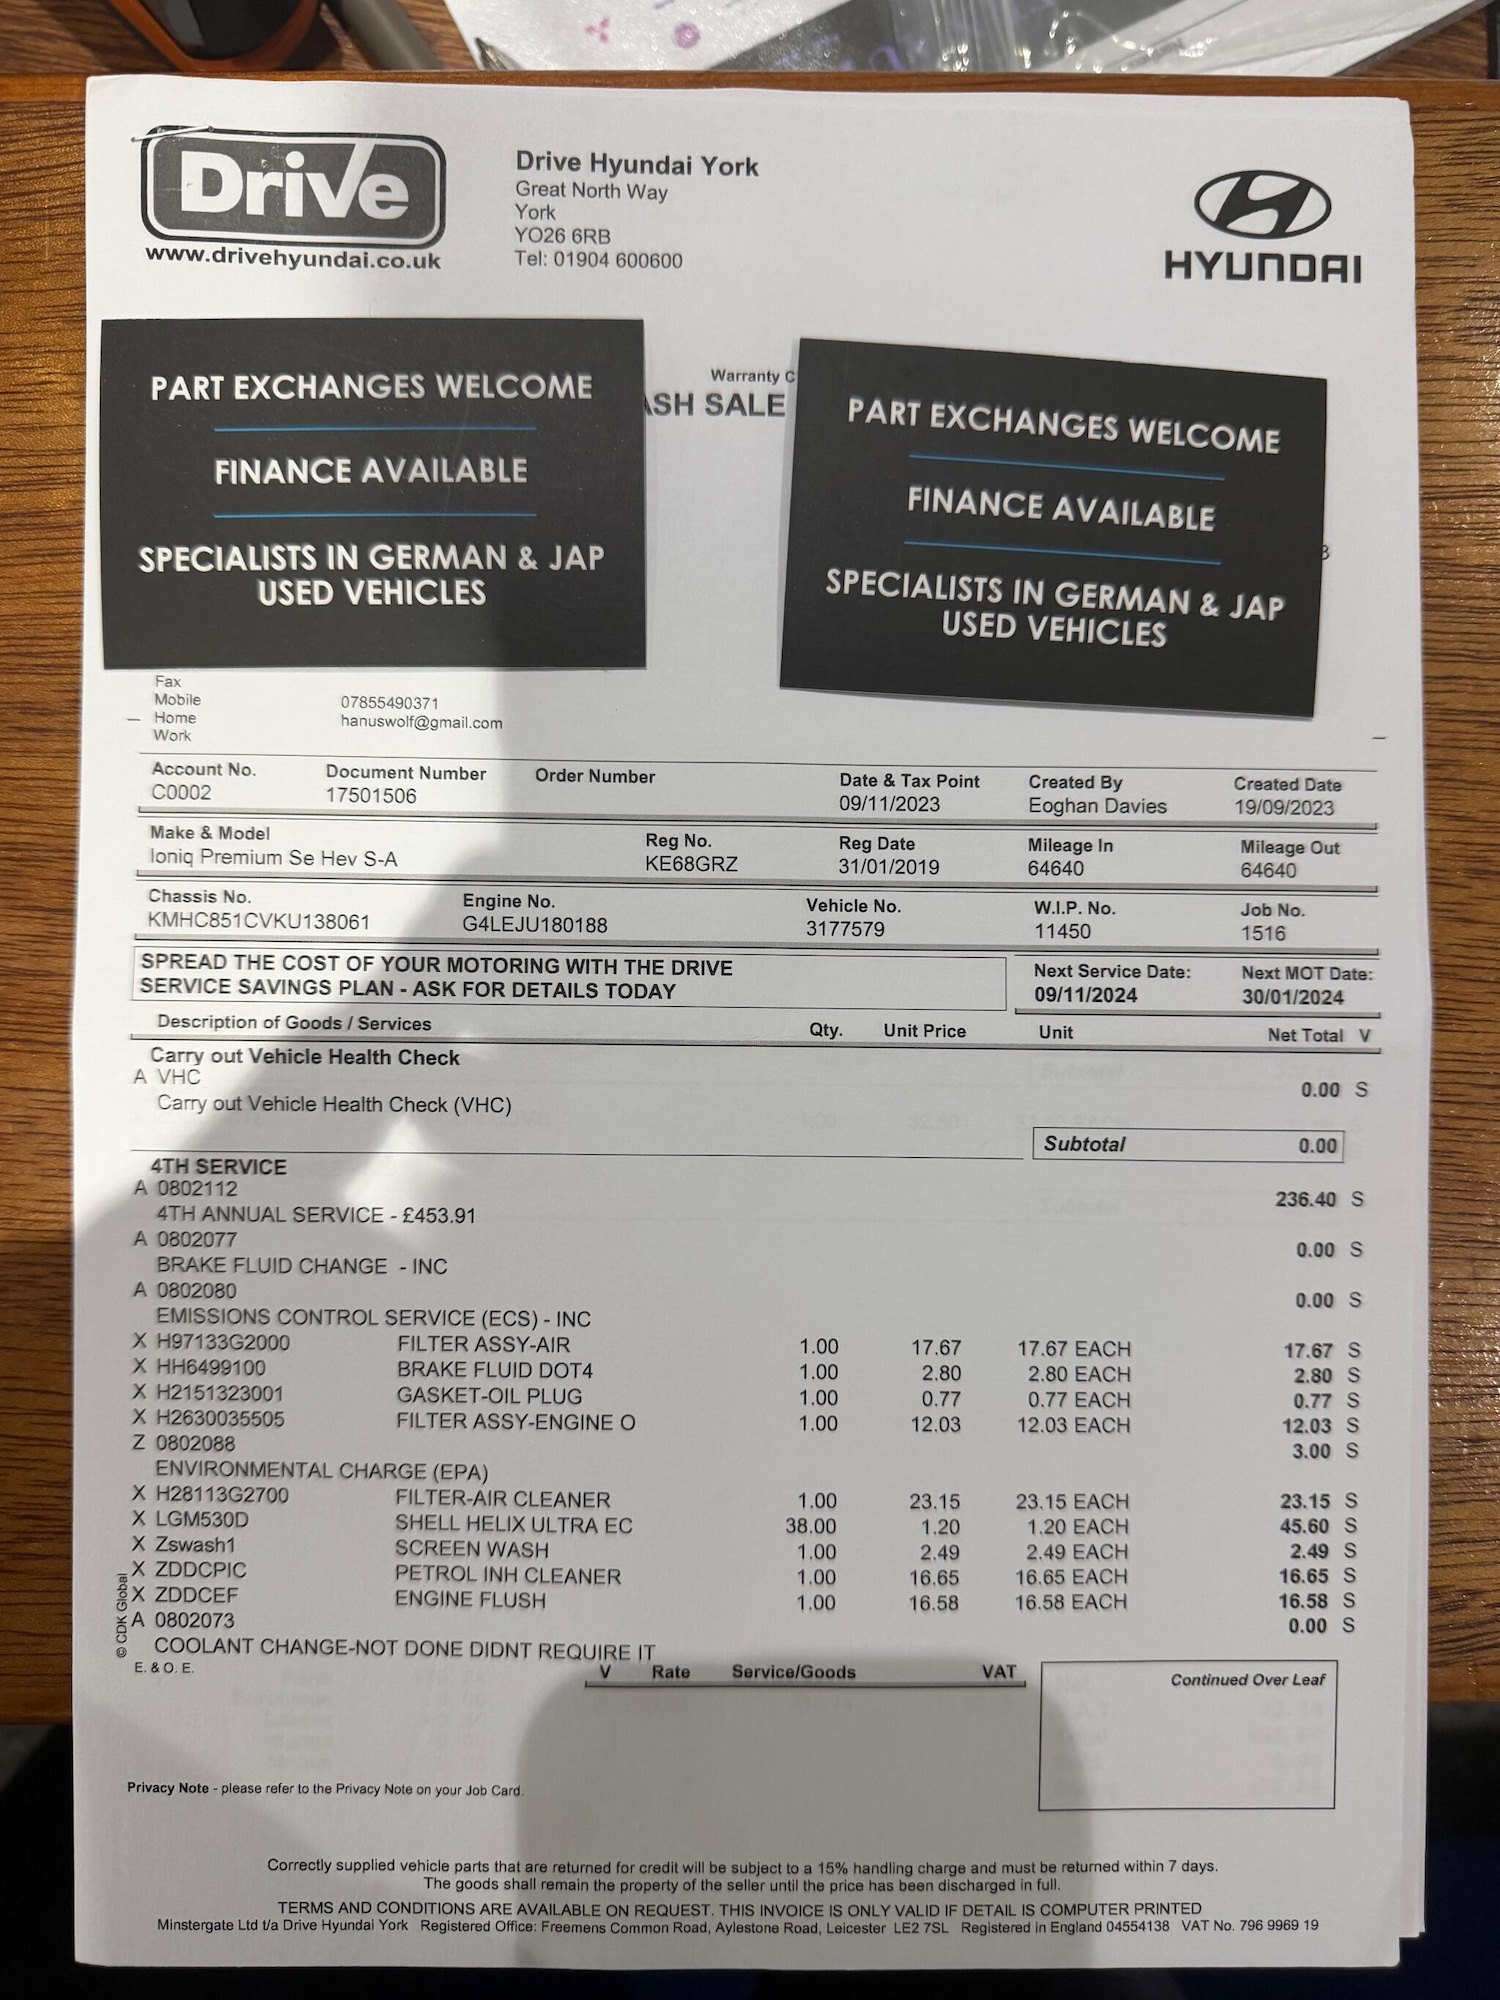 Drive
www.drivehyundai.co.uk
Drive Hyundai York
Great North Way
York
YO26 6RB
Tel: 01904 600600
HYUNDAI
Warranty C
ASH SALE
PART EXCHANGES WELCOME
FINANCE AVAILABLE
SPECIALISTS IN GERMAN & JAP
USED VEHICLES
PART EXCHANGES WELCOME
FINANCE AVAILABLE
SPECIALISTS IN GERMAN & JAP
USED VEHICLES
Fax
Mobile 07855490371
Home hanuswolf@gmail.com
Work
Account No. Document Number Order Number Date & Tax Point Created By Created Date
C0002 17501506 09/11/2023 Eoghan Davies 19/09/2023
Make & Model Reg No. Reg Date Mileage In Mileage Out
Ioniq Premium Se Hev S-A KE68GRZ 31/01/2019 64640 64640
Chassis No. Engine No. Vehicle No. W.I.P. No. Job No.
KMHC851CVKU138061 G4LEJU180188 3177579 11450 1516
SPREAD THE COST OF YOUR MOTORING WITH THE DRIVE
SERVICE SAVINGS PLAN - ASK FOR DETAILS TODAY
Next Service Date: Next MOT Date:
09/11/2024 30/01/2024
Description of Goods / Services Qty. Unit Price Unit Net Total V
Carry out Vehicle Health Check
A VHC 0.00 S
Carry out Vehicle Health Check (VHC)
Subtotal 0.00
4TH SERVICE
A 0802112 236.40 S
4TH ANNUAL SERVICE - £453.91
A 0802077 0.00 S
BRAKE FLUID CHANGE - INC
A 0802080 0.00 S
EMISSIONS CONTROL SERVICE (ECS) - INC
X H97133G2000 FILTER ASSY-AIR 1.00 17.67 17.67 EACH 17.67 S
X HH6499100 BRAKE FLUID DOT4 1.00 2.80 2.80 EACH 2.80 S
X H2151323001 GASKET-OIL PLUG 1.00 0.77 0.77 EACH 0.77 S
X H2630035505 FILTER ASSY-ENGINE O 1.00 12.03 12.03 EACH 12.03 S
Z 0802088 3.00 S
ENVIRONMENTAL CHARGE (EPA)
X H28113G2700 FILTER-AIR CLEANER 1.00 23.15 23.15 EACH 23.15 S
X LGM530D SHELL HELIX ULTRA EC 38.00 1.20 1.20 EACH 45.60 S
X Zswash1 SCREEN WASH 1.00 2.49 2.49 EACH 2.49 S
X ZDDCPIC PETROL INH CLEANER 1.00 16.65 16.65 EACH 16.65 S
X ZDDCEF ENGINE FLUSH 1.00 16.58 16.58 EACH 16.58 S
A 0802073 0.00 S
COOLANT CHANGE-NOT DONE DIDNT REQUIRE IT
© CDK Global
E. & O. E.
V Rate Service/Goods VAT
Continued Over Leaf
Privacy Note - please refer to the Privacy Note on your Job Card.
Correctly supplied vehicle parts that are returned for credit will be subject to a 15% handling charge and must be returned within 7 days.
The goods shall remain the property of the seller until the price has been discharged in full.
TERMS AND CONDITIONS ARE AVAILABLE ON REQUEST. THIS INVOICE IS ONLY VALID IF DETAIL IS COMPUTER PRINTED
Minstergate Ltd t/a Drive Hyundai York Registered Office: Freemens Common Road, Aylestone Road, Leicester LE2 7SL Registered in England 04554138 VAT No. 796 9969 19